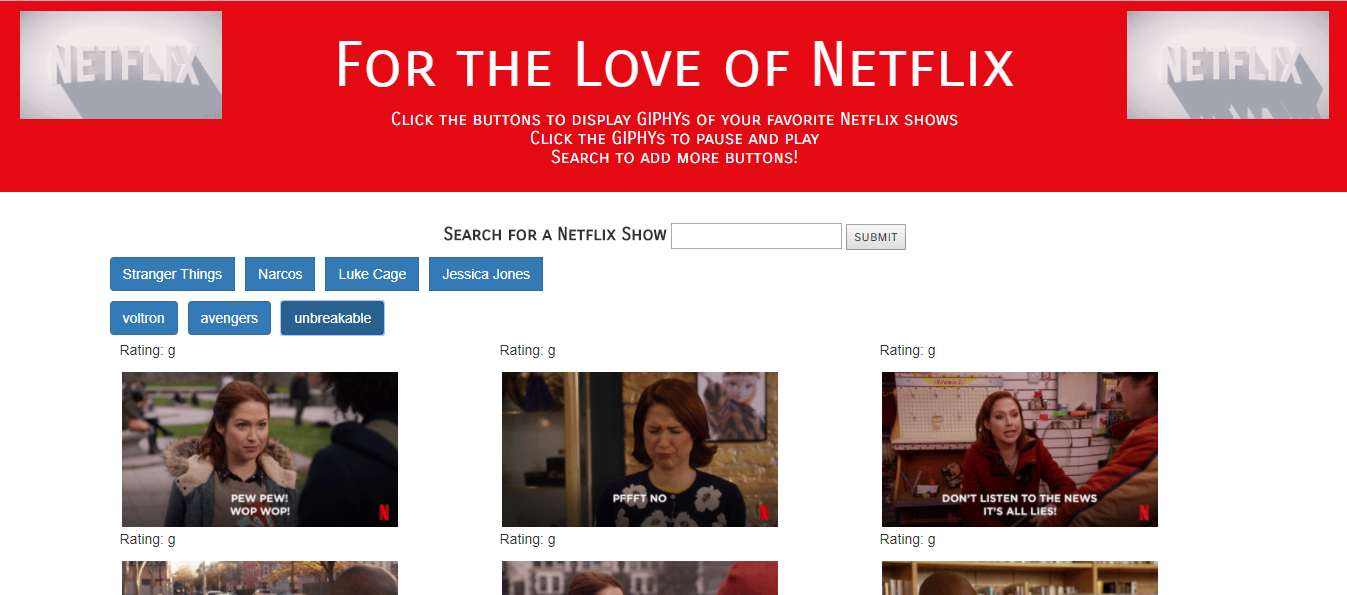 NETFLIX
NETFLIX
For the Love of Netflix
Click the buttons to display GIPHYs of your favorite Netflix shows
Click the GIPHYs to pause and play
Search to add more buttons!
Search for a Netflix Show
SUBMIT
Stranger Things
Narcos
Luke Cage
Jessica Jones
voltron
avengers
unbreakable
Rating: g
Rating: g
Rating: g
PEW PEW!
WOP WOP!
N
PFFFT NO
N
DON'T LISTEN TO THE NEWS
IT'S ALL LIES!
N
Rating: g
Rating: g
Rating: g